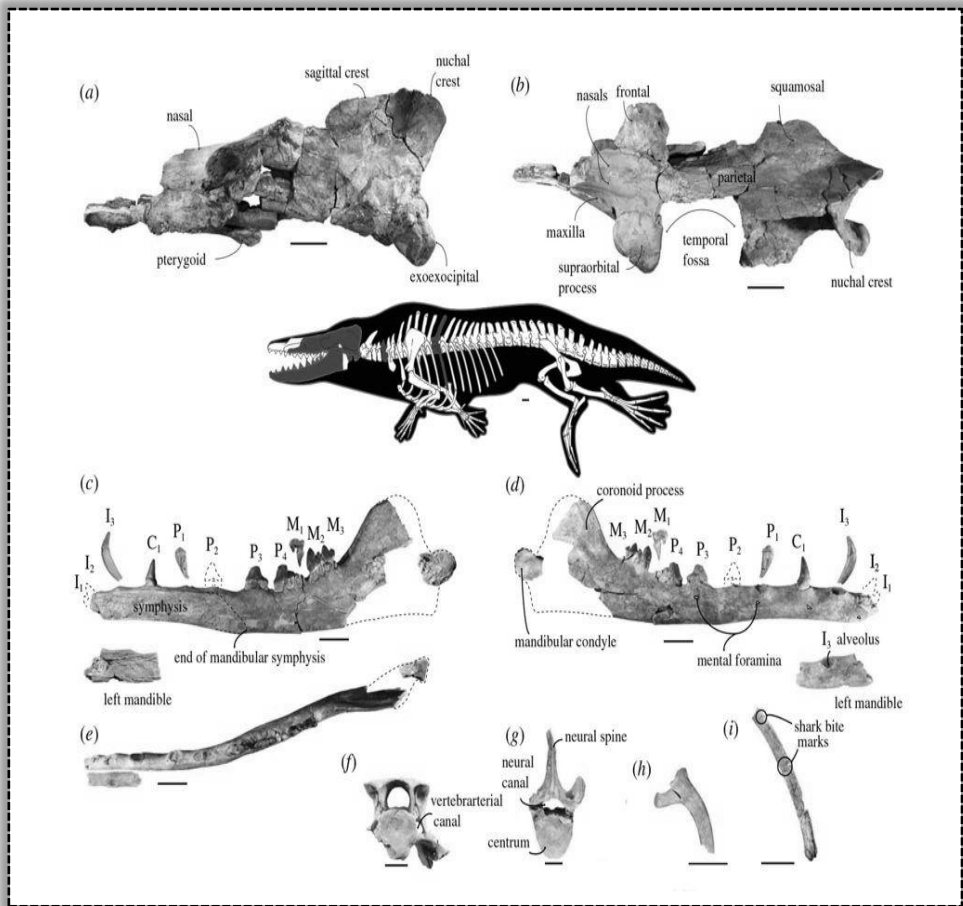 (a)
sagittal crest
nuchal
crest
nasal
pterygoid
exoexocipital
(b)
nasals
frontal
squamosal
parietal
maxilla
supraorbital
process
temporal
fossa
nuchal crest
(c)
I3
I2
I1
C1
P1
P2
P3
P4
M1
M2
M3
symphysis
end of mandibular symphysis
left mandible
(d)
coronoid process
M3
M2
M1
P4
P3
P2
P1
C1
I3
I2
I1
mandibular condyle
mental foramina
I3 alveolus
left mandible
(e)
(f)
vertebrarterial
canal
(g)
neural spine
neural
canal
centrum
(h)
(i)
shark bite
marks